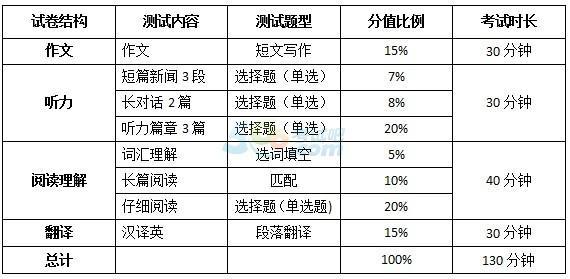 试卷结构 测试内容 测试题型 分值比例 考试时长
作文 作文 短文写作 15% 30 分钟
听力 短篇新闻 3 段 选择题（单选） 7% 30 分钟
长对话 2 篇 选择题（单选） 8%
听力篇章 3 篇 选择题（单选） 20%
阅读理解 词汇理解 选词填空 5% 40 分钟
长篇阅读 匹配 10%
仔细阅读 选择题（单选题) 20%
翻译 汉译英 段落翻译 15% 30 分钟
总计 100% 130 分钟